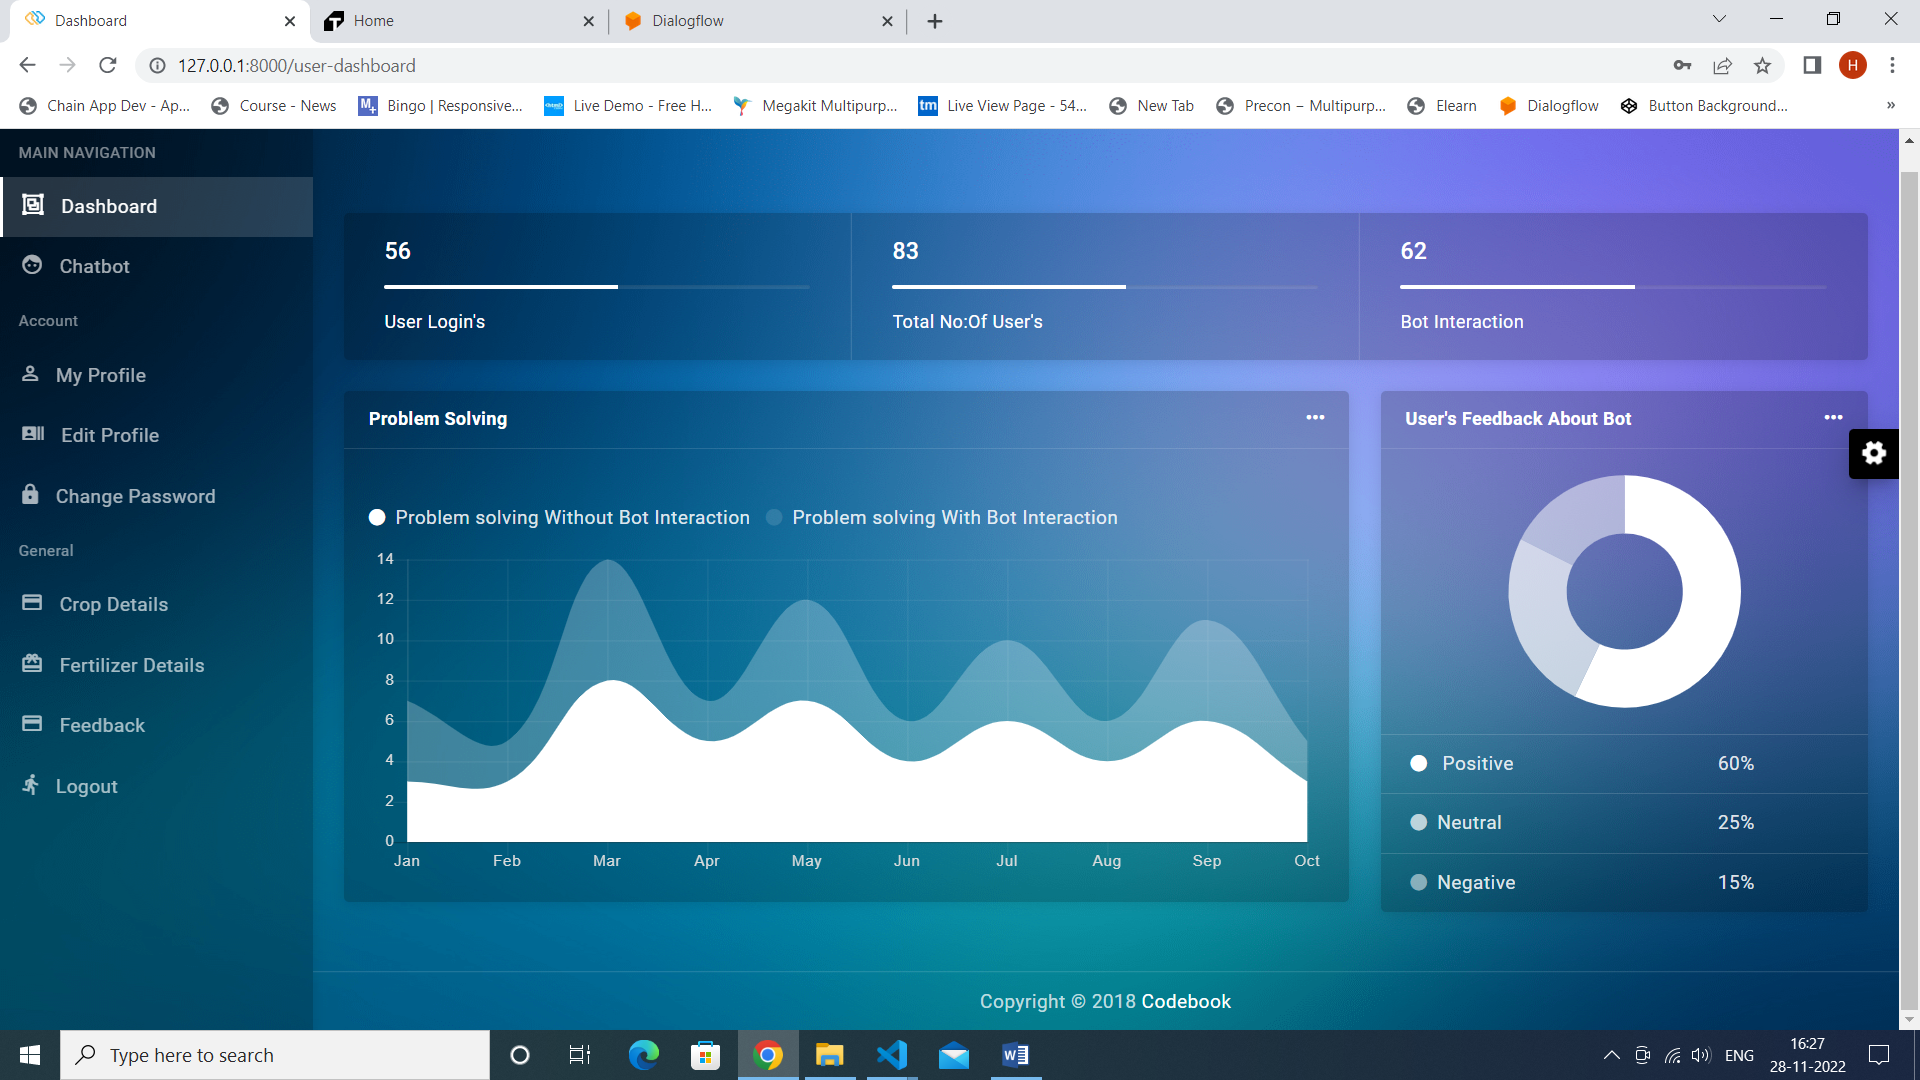 Dashboard
Home
Dialogflow
127.0.0.1:8000/user-dashboard
H
Chain App Dev - Ap...
Course - News
M+
Bingo | Responsive...
Live Demo - Free H...
Megakit Multipurp...
tm
Live View Page - 54...
New Tab
Precon – Multipurp...
Elearn
Dialogflow
Button Background...
»
MAIN NAVIGATION
Dashboard
Chatbot
Account
My Profile
Edit Profile
Change Password
General
Crop Details
Fertilizer Details
Feedback
Logout
56
User Login's
83
Total No:Of User's
62
Bot Interaction
Problem Solving
Problem solving Without Bot Interaction
Problem solving With Bot Interaction
14
12
10
8
6
4
2
0
Jan Feb Mar Apr May Jun Jul Aug Sep Oct
User's Feedback About Bot
Positive 60%
Neutral 25%
Negative 15%
Copyright © 2018 Codebook
Type here to search
ENG
16:27
28-11-2022